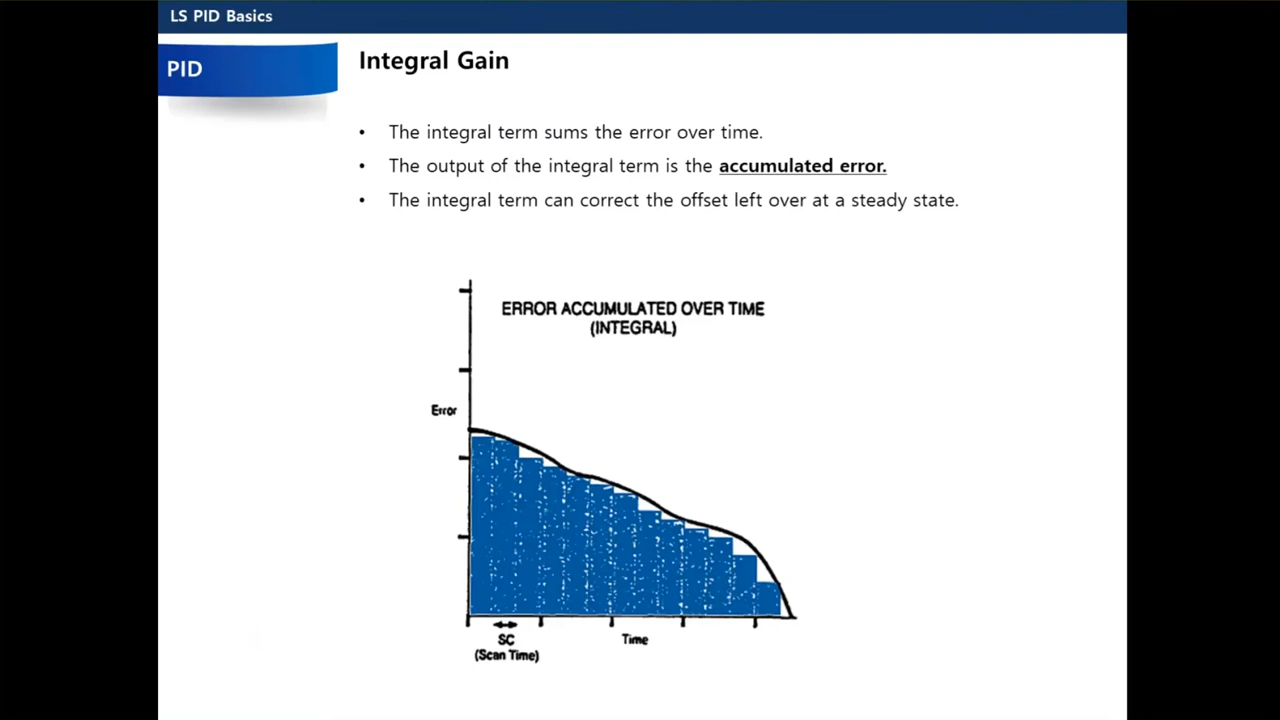 LS PID Basics
PID
Integral Gain
• The integral term sums the error over time.
• The output of the integral term is the accumulated error.
• The integral term can correct the offset left over at a steady state.
ERROR ACCUMULATED OVER TIME
(INTEGRAL)
Error
SC
(Scan Time)
Time